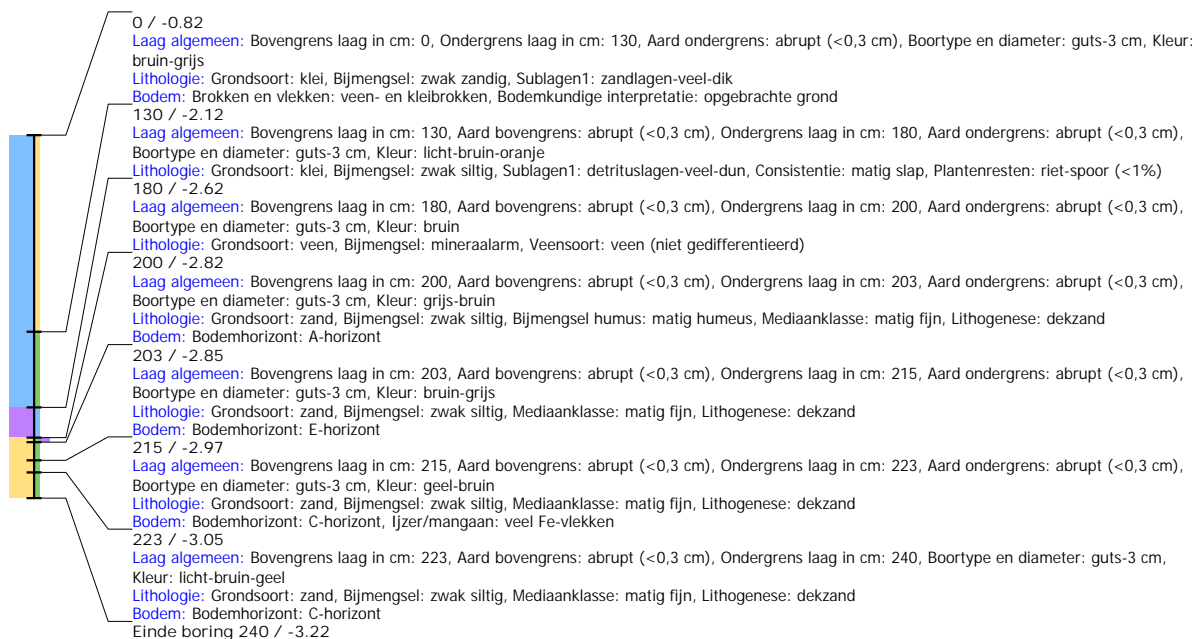 0 / -0.82
Laag algemeen: Bovengrens laag in cm: 0, Ondergrens laag in cm: 130, Aard ondergrens: abrupt (<0,3 cm), Boortype en diameter: guts-3 cm, Kleur:
bruin-grijs
Lithologie: Grondsoort: klei, Bijmengsel: zwak zandig, Sublagen1: zandlagen-veel-dik
Bodem: Brokken en vlekken: veen- en kleibrokken, Bodemkundige interpretatie: opgebrachte grond
130 / -2.12
Laag algemeen: Bovengrens laag in cm: 130, Aard bovengrens: abrupt (<0,3 cm), Ondergrens laag in cm: 180, Aard ondergrens: abrupt (<0,3 cm),
Boortype en diameter: guts-3 cm, Kleur: licht-bruin-oranje
Lithologie: Grondsoort: klei, Bijmengsel: zwak siltig, Sublagen1: detrituslagen-veel-dun, Consistentie: matig slap, Plantenresten: riet-spoor (<1%)
180 / -2.62
Laag algemeen: Bovengrens laag in cm: 180, Aard bovengrens: abrupt (<0,3 cm), Ondergrens laag in cm: 200, Aard ondergrens: abrupt (<0,3 cm),
Boortype en diameter: guts-3 cm, Kleur: bruin
Lithologie: Grondsoort: veen, Bijmengsel: mineraalarm, Veensoort: veen (niet gedifferentieerd)
200 / -2.82
Laag algemeen: Bovengrens laag in cm: 200, Aard bovengrens: abrupt (<0,3 cm), Ondergrens laag in cm: 203, Aard ondergrens: abrupt (<0,3 cm),
Boortype en diameter: guts-3 cm, Kleur: grijs-bruin
Lithologie: Grondsoort: zand, Bijmengsel: zwak siltig, Bijmengsel humus: matig humeus, Mediaanklasse: matig fijn, Lithogenese: dekzand
Bodem: Bodemhorizont: A-horizont
203 / -2.85
Laag algemeen: Bovengrens laag in cm: 203, Aard bovengrens: abrupt (<0,3 cm), Ondergrens laag in cm: 215, Aard ondergrens: abrupt (<0,3 cm),
Boortype en diameter: guts-3 cm, Kleur: bruin-grijs
Lithologie: Grondsoort: zand, Bijmengsel: zwak siltig, Mediaanklasse: matig fijn, Lithogenese: dekzand
Bodem: Bodemhorizont: E-horizont
215 / -2.97
Laag algemeen: Bovengrens laag in cm: 215, Aard bovengrens: abrupt (<0,3 cm), Ondergrens laag in cm: 223, Aard ondergrens: abrupt (<0,3 cm),
Boortype en diameter: guts-3 cm, Kleur: geel-bruin
Lithologie: Grondsoort: zand, Bijmengsel: zwak siltig, Mediaanklasse: matig fijn, Lithogenese: dekzand
Bodem: Bodemhorizont: C-horizont, Ijzer/mangaan: veel Fe-vlekken
223 / -3.05
Laag algemeen: Bovengrens laag in cm: 223, Aard bovengrens: abrupt (<0,3 cm), Ondergrens laag in cm: 240, Boortype en diameter: guts-3 cm,
Kleur: licht-bruin-geel
Lithologie: Grondsoort: zand, Bijmengsel: zwak siltig, Mediaanklasse: matig fijn, Lithogenese: dekzand
Bodem: Bodemhorizont: C-horizont
Einde boring 240 / -3.22